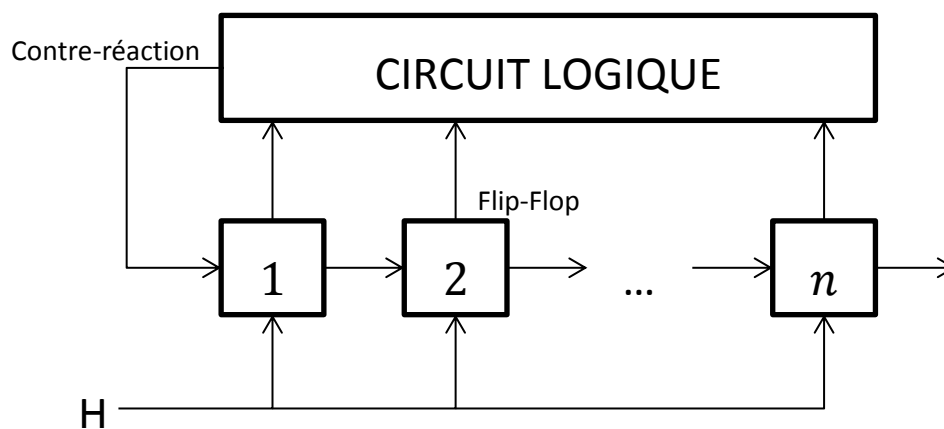 Contre-réaction
CIRCUIT LOGIQUE
Flip-Flop
1
2
...
n
H